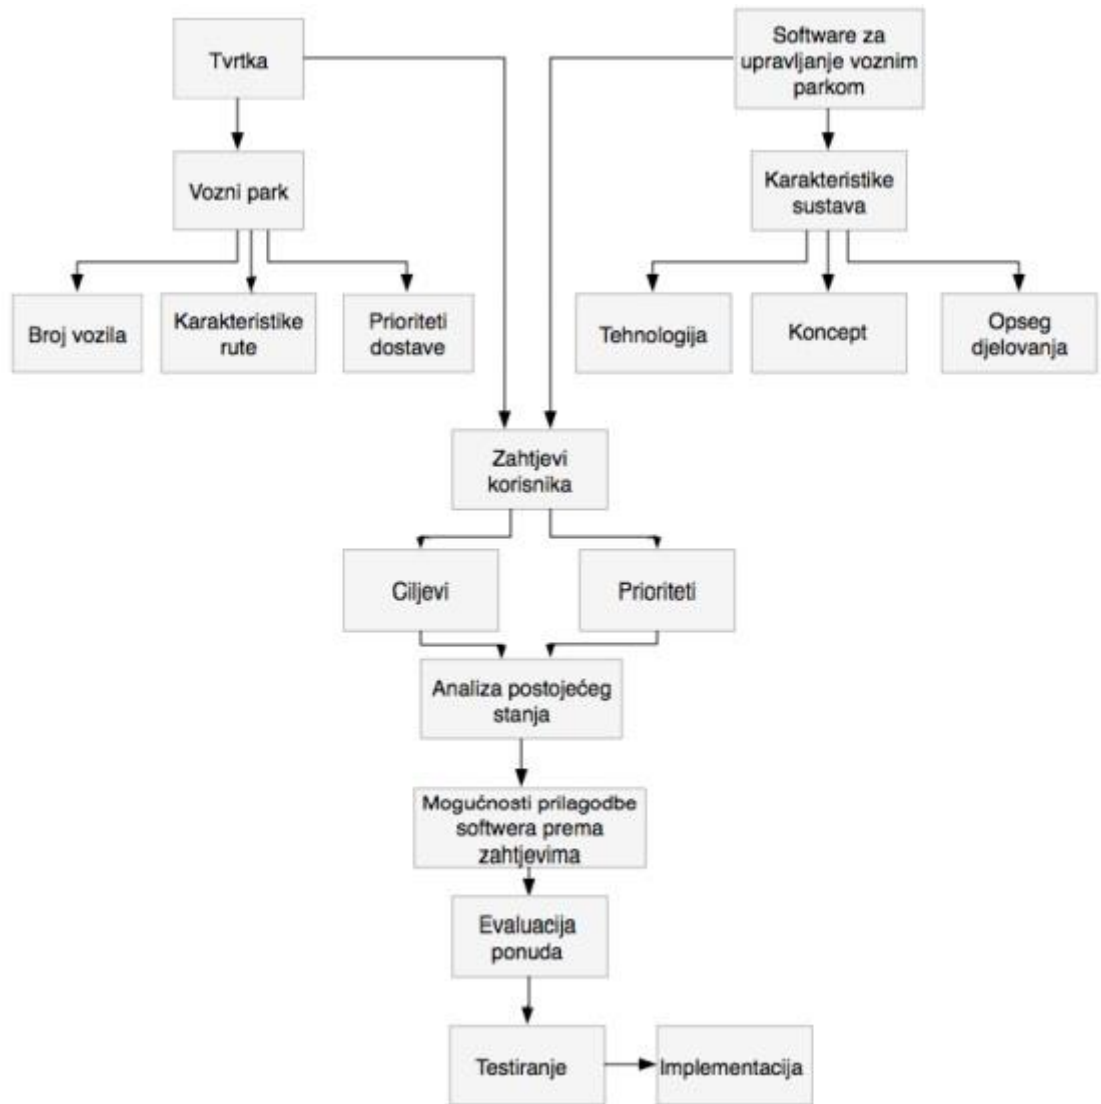 Tvrtka
Software za
upravljanje voznim
parkom
Vozni park
Karakteristike
sustava
Broj vozila
Karakteristike
rute
Prioriteti
dostave
Tehnologija
Koncept
Opseg
djelovanja
Zahtjevi
korisnika
Ciljevi
Prioriteti
Analiza postojećeg
stanja
Mogućnosti prilagodbe
softwera prema
zahtjevima
Evaluacija
ponuda
Testiranje
Implementacija